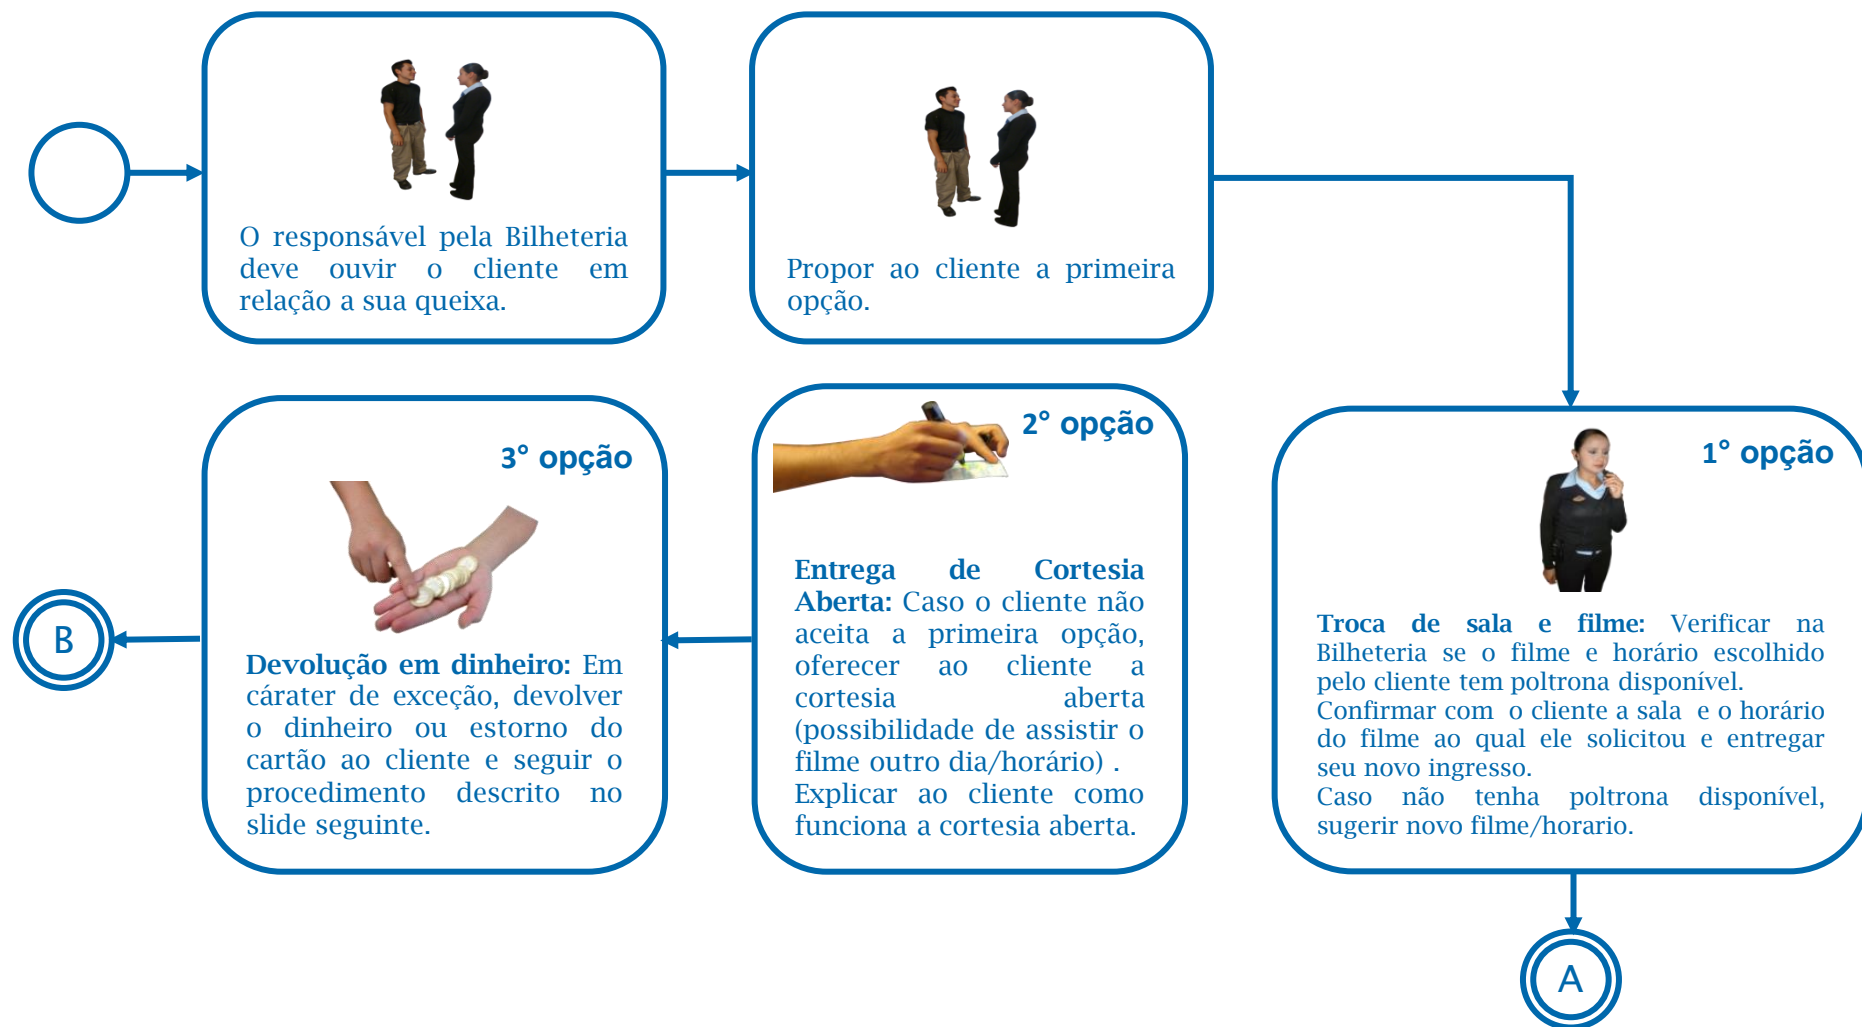 O responsável pela Bilheteria
deve ouvir o cliente em
relação a sua queixa.
Propor ao cliente a primeira
opção.
1° opção
Troca de sala e filme: Verificar na
Bilheteria se o filme e horário escolhido
pelo cliente tem poltrona disponível.
Confirmar com o cliente a sala e o horário
do filme ao qual ele solicitou e entregar
seu novo ingresso.
Caso não tenha poltrona disponível,
sugerir novo filme/horario.
A
2° opção
Entrega de Cortesia
Aberta: Caso o cliente não
aceita a primeira opção,
oferecer ao cliente a
cortesia aberta
(possibilidade de assistir o
filme outro dia/horário) .
Explicar ao cliente como
funciona a cortesia aberta.
3° opção
Devolução em dinheiro: Em
cárater de exceção, devolver
o dinheiro ou estorno do
cartão ao cliente e seguir o
procedimento descrito no
slide seguinte.
B